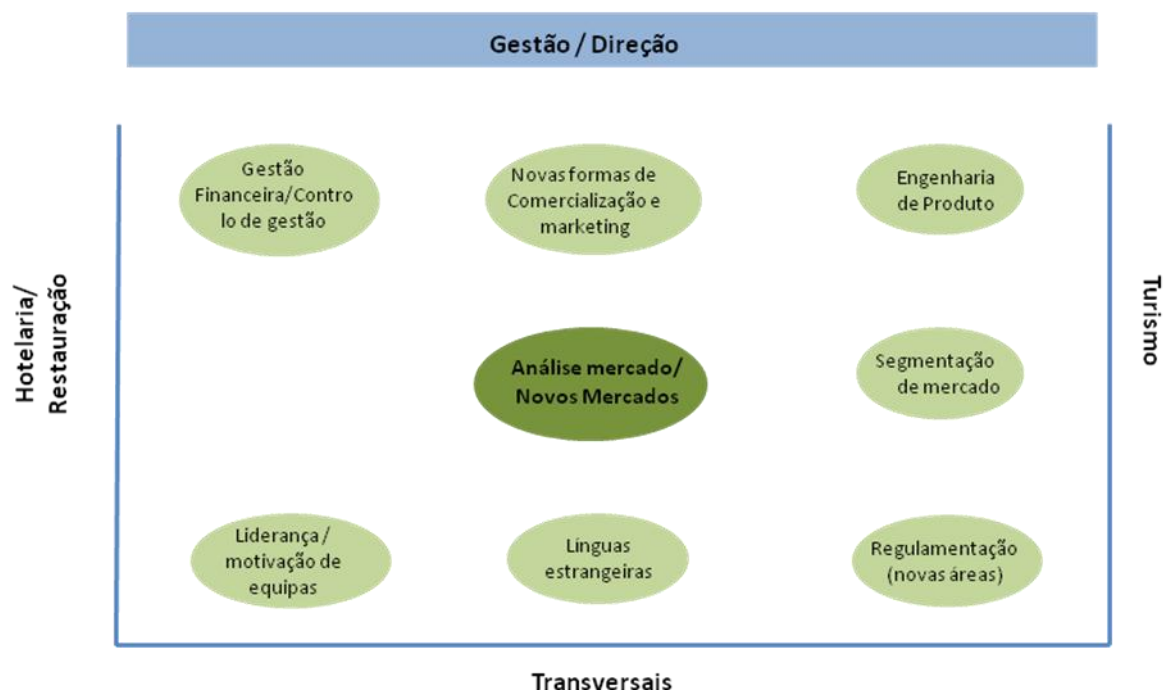 Gestão / Direção
Gestão
Financeira/Contro
lo de gestão
Novas formas de
Comercialização e
marketing
Engenharia
de Produto
Hotelaria/
Restauração
Análise mercado/
Novos Mercados
Segmentação
de mercado
Turismo
Liderança /
motivação de
equipas
Línguas
estrangeiras
Regulamentação
(novas áreas)
Transversais